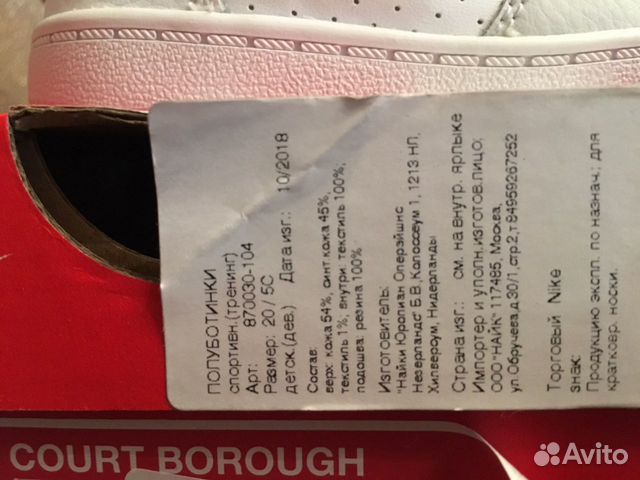 ПОЛУБОТИНКИ
спортивн.(тренинг)
Арт: 870030-104
Размер: 20 / 5C
детск.(дев.) Дата изг.: 10/2018
Состав:
верх: кожа 54%, синт.кожа 45%,
текстиль 1%; внутри: текстиль 100%;
подошва: резина 100%
Изготовитель:
"Найки Юропиан Оперэйшнс
Незерландс" Б.В. Колоссеум 1, 1213 НЛ,
Хилверсум, Нидерланды
Страна изг.: см. на внутр. ярлыке
Импортер и уполн.изготов.лицо:
ООО "НАЙК" 117485, Москва,
ул.Обручева,д.30/1,стр.2,т.84959267252
Торговый знак: Nike
Продукцию экспл. по назнач.; для
кратковр. носки.
COURT BOROUGH
Avito